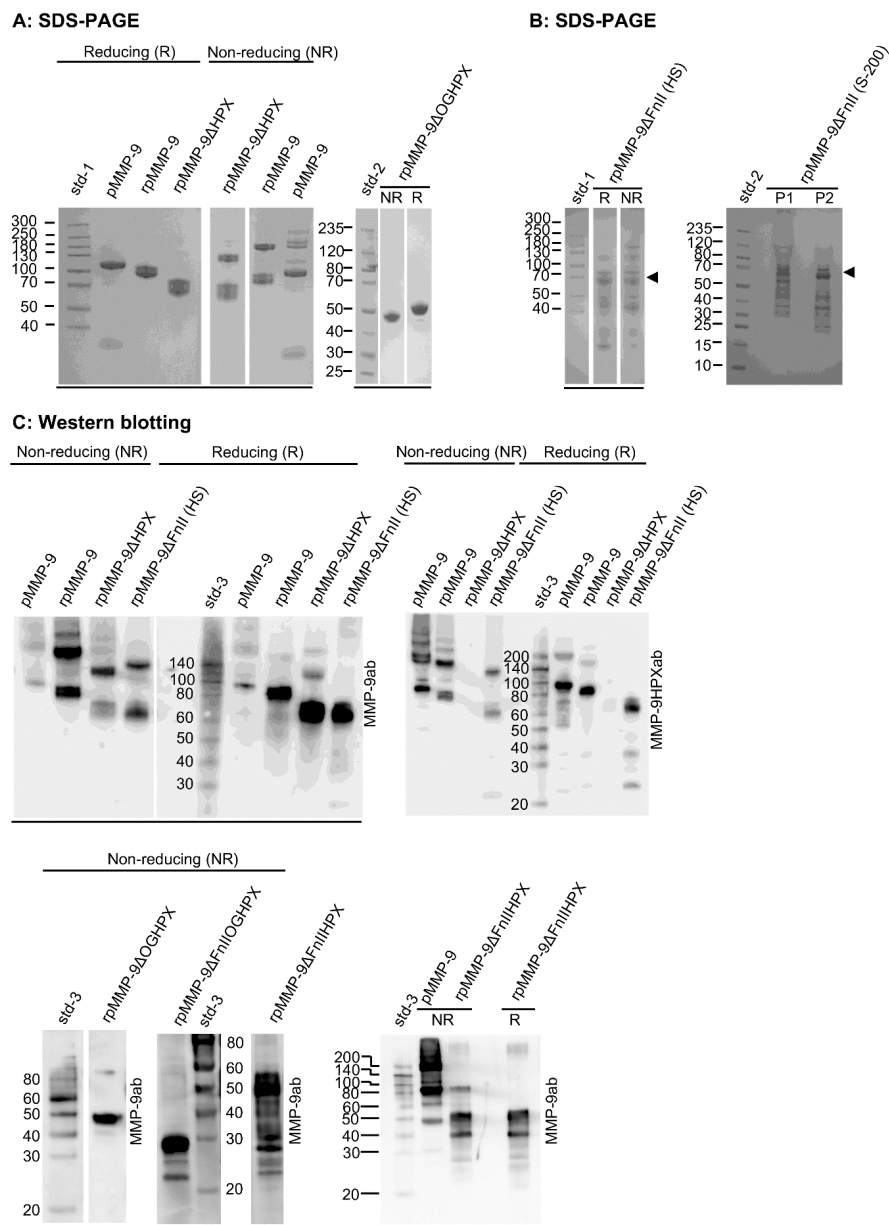 A: SDS-PAGE
Reducing (R)
Non-reducing (NR)
std-1
pMMP-9
rpMMP-9
rpMMP-9ΔHPX
rpMMP-9ΔHPX
rpMMP-9
pMMP-9
std-2
rpMMP-9ΔOGHPX
NR R
300
250
180
130
100
70
50
40
235
120
80
70
50
40
30
25
B: SDS-PAGE
std-1
rpMMP-9ΔFnII (HS)
R NR
300
250
180
130
100
70
50
40
std-2
rpMMP-9ΔFnII (S-200)
P1 P2
235
120
80
70
50
40
30
25
15
10
C: Western blotting
Non-reducing (NR)
Reducing (R)
pMMP-9
rpMMP-9
rpMMP-9ΔHPX
rpMMP-9ΔFnII (HS)
std-3
pMMP-9
rpMMP-9
rpMMP-9ΔHPX
rpMMP-9ΔFnII (HS)
140
100
80
60
50
40
30
MMP-9ab
Non-reducing (NR)
Reducing (R)
pMMP-9
rpMMP-9
rpMMP-9ΔHPX
rpMMP-9ΔFnII (HS)
std-3
pMMP-9
rpMMP-9
rpMMP-9ΔHPX
rpMMP-9ΔFnII (HS)
200
140
100
80
60
50
40
30
20
MMP-9HPXab
Non-reducing (NR)
std-3
rpMMP-9ΔOGHPX
80
60
50
40
30
20
MMP-9ab
rpMMP-9ΔFnIIOGHPX
std-3
rpMMP-9ΔFnIIHPX
80
60
50
40
30
20
MMP-9ab
std-3
pMMP-9
rpMMP-9ΔFnIIHPX
rpMMP-9ΔFnIIHPX
NR R
200
140
100
80
60
50
40
30
20
MMP-9ab